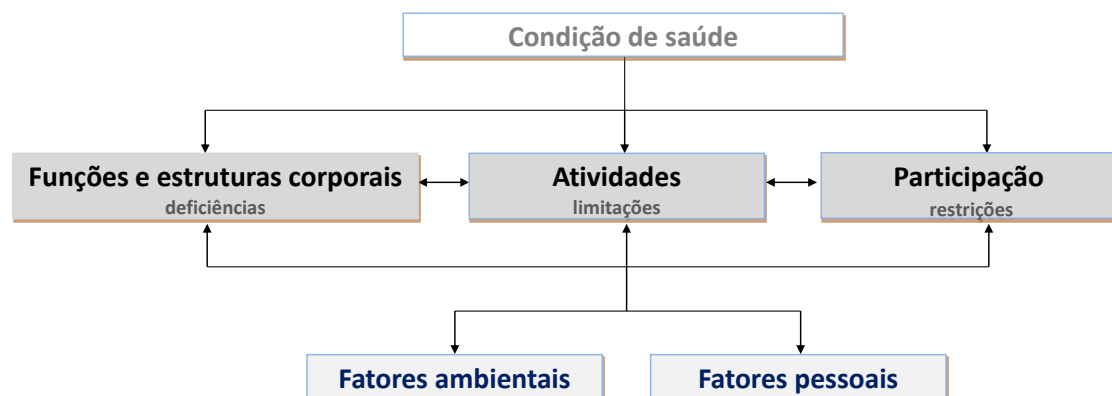 Condição de saúde
Funções e estruturas corporais
deficiências
Atividades
limitações
Participação
restrições
Fatores ambientais
Fatores pessoais